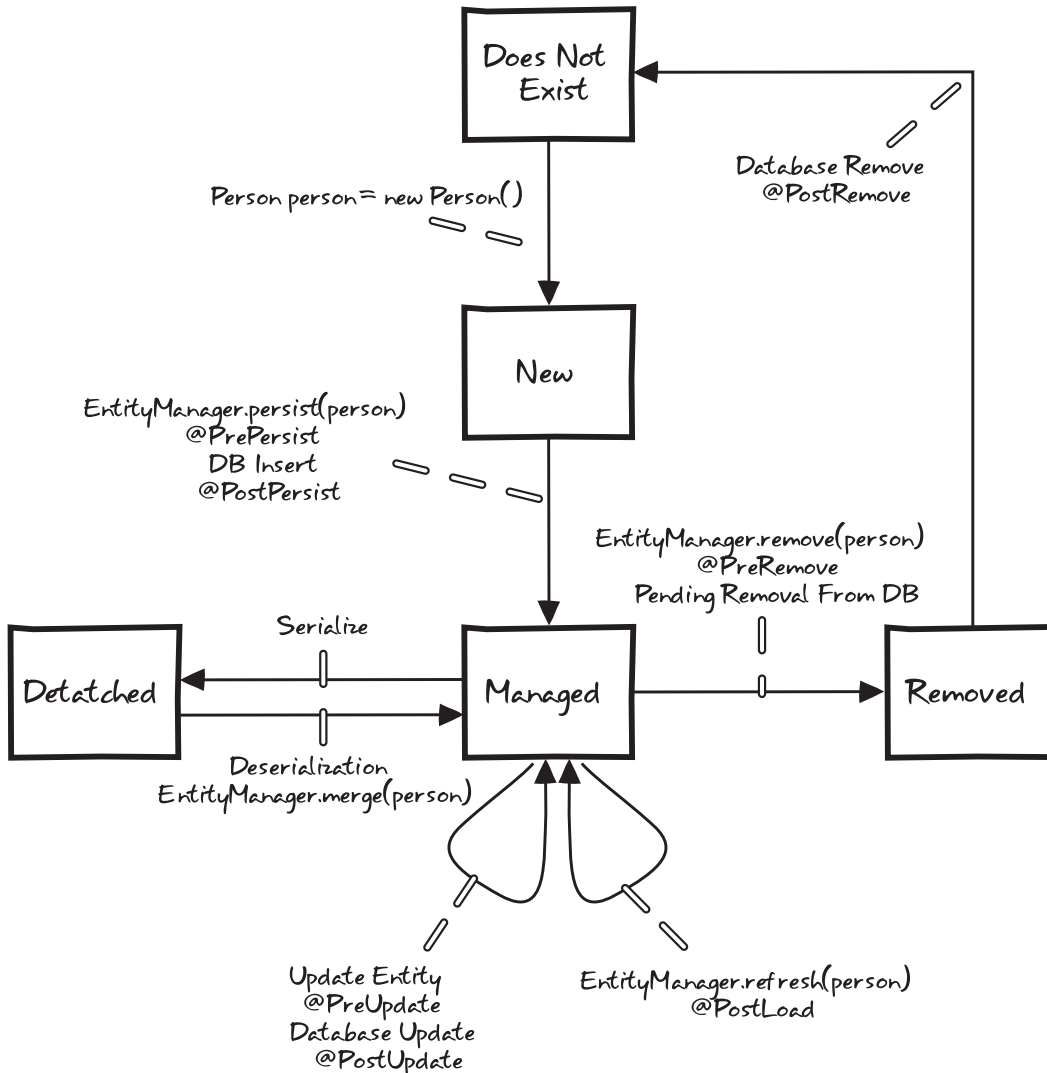 Does Not
Exist
Database Remove
@PostRemove
Person person= new Person()
New
EntityManager.persist(person)
@PrePersist
DB Insert
@PostPersist
EntityManager.remove(person)
@PreRemove
Pending Removal From DB
Serialize
Detatched
Managed
Removed
Deserialization
EntityManager.merge(person)
Update Entity
@PreUpdate
Database Update
@PostUpdate
EntityManager.refresh(person)
@PostLoad